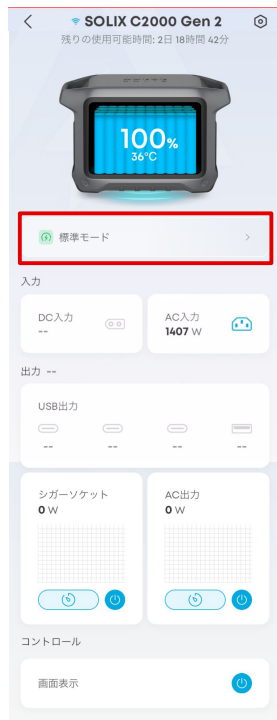 SOLIX C2000 Gen 2
残りの使用可能時間: 2日 18時間 42分
100%
36°C
標準モード
入力
DC入力
--
AC入力
1407 W
出力 --
USB出力
-- -- -- --
シガーソケット
0 W
AC出力
0 W
コントロール
画面表示